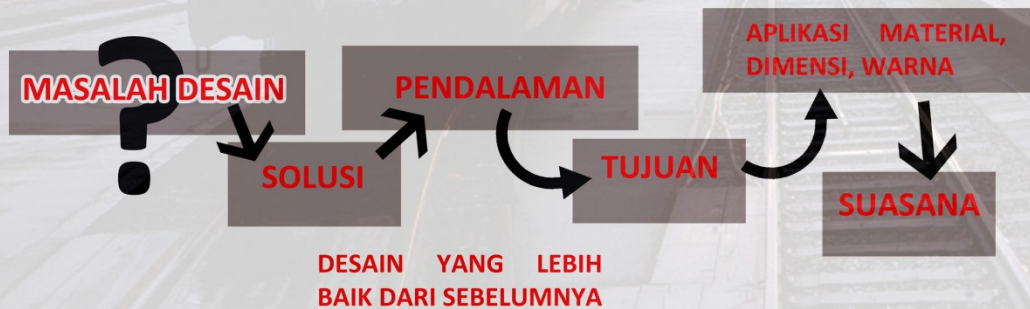 MASALAH DESAIN
SOLUSI
PENDALAMAN
TUJUAN
APLIKASI MATERIAL,
DIMENSI, WARNA
SUASANA
DESAIN YANG LEBIH
BAIK DARI SEBELUMNYA
?